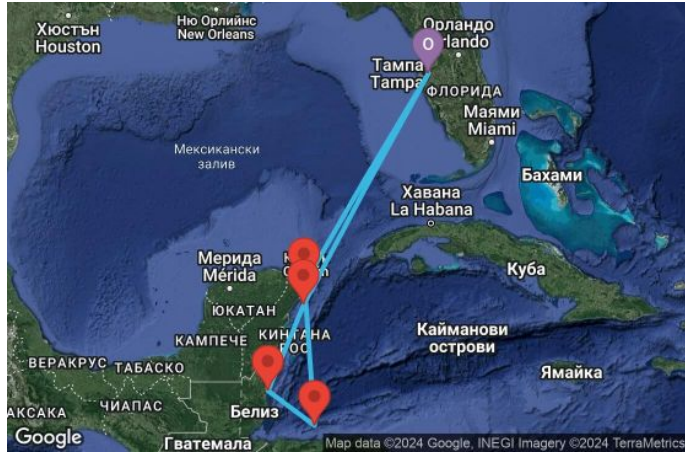 Хюстън
Houston
Ню Орлийнс
New Orleans
Орландо
Orlando
О
Тампа
Tampa
ФЛОРИДА
Маями
Miami
Мексикански
залив
Бахами
Хавана
La Habana
Мерида
Mérida
Куба
ЮКАТАН
КАМПЕЧЕ
КИНТАНА
Кайманови
острови
ВЕРАКРУС
ТАБАСКО
Ямайка
ЧИАПАС
Белиз
АКСАКА
Гватемала
Google
Map data ©2024 Google, INEGI Imagery ©2024 TerraMetrics